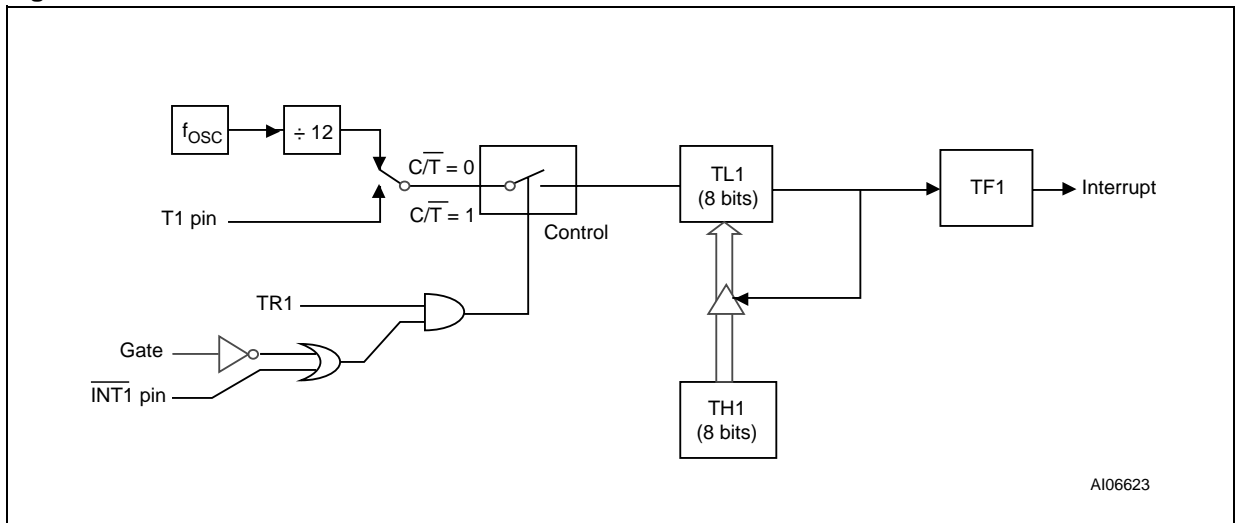 fOSC
÷ 12
C/T̅ = 0
T1 pin
C/T̅ = 1
Control
TL1
(8 bits)
TF1
Interrupt
TR1
Gate
I̅N̅T̅1̅ pin
TH1
(8 bits)
AI06623